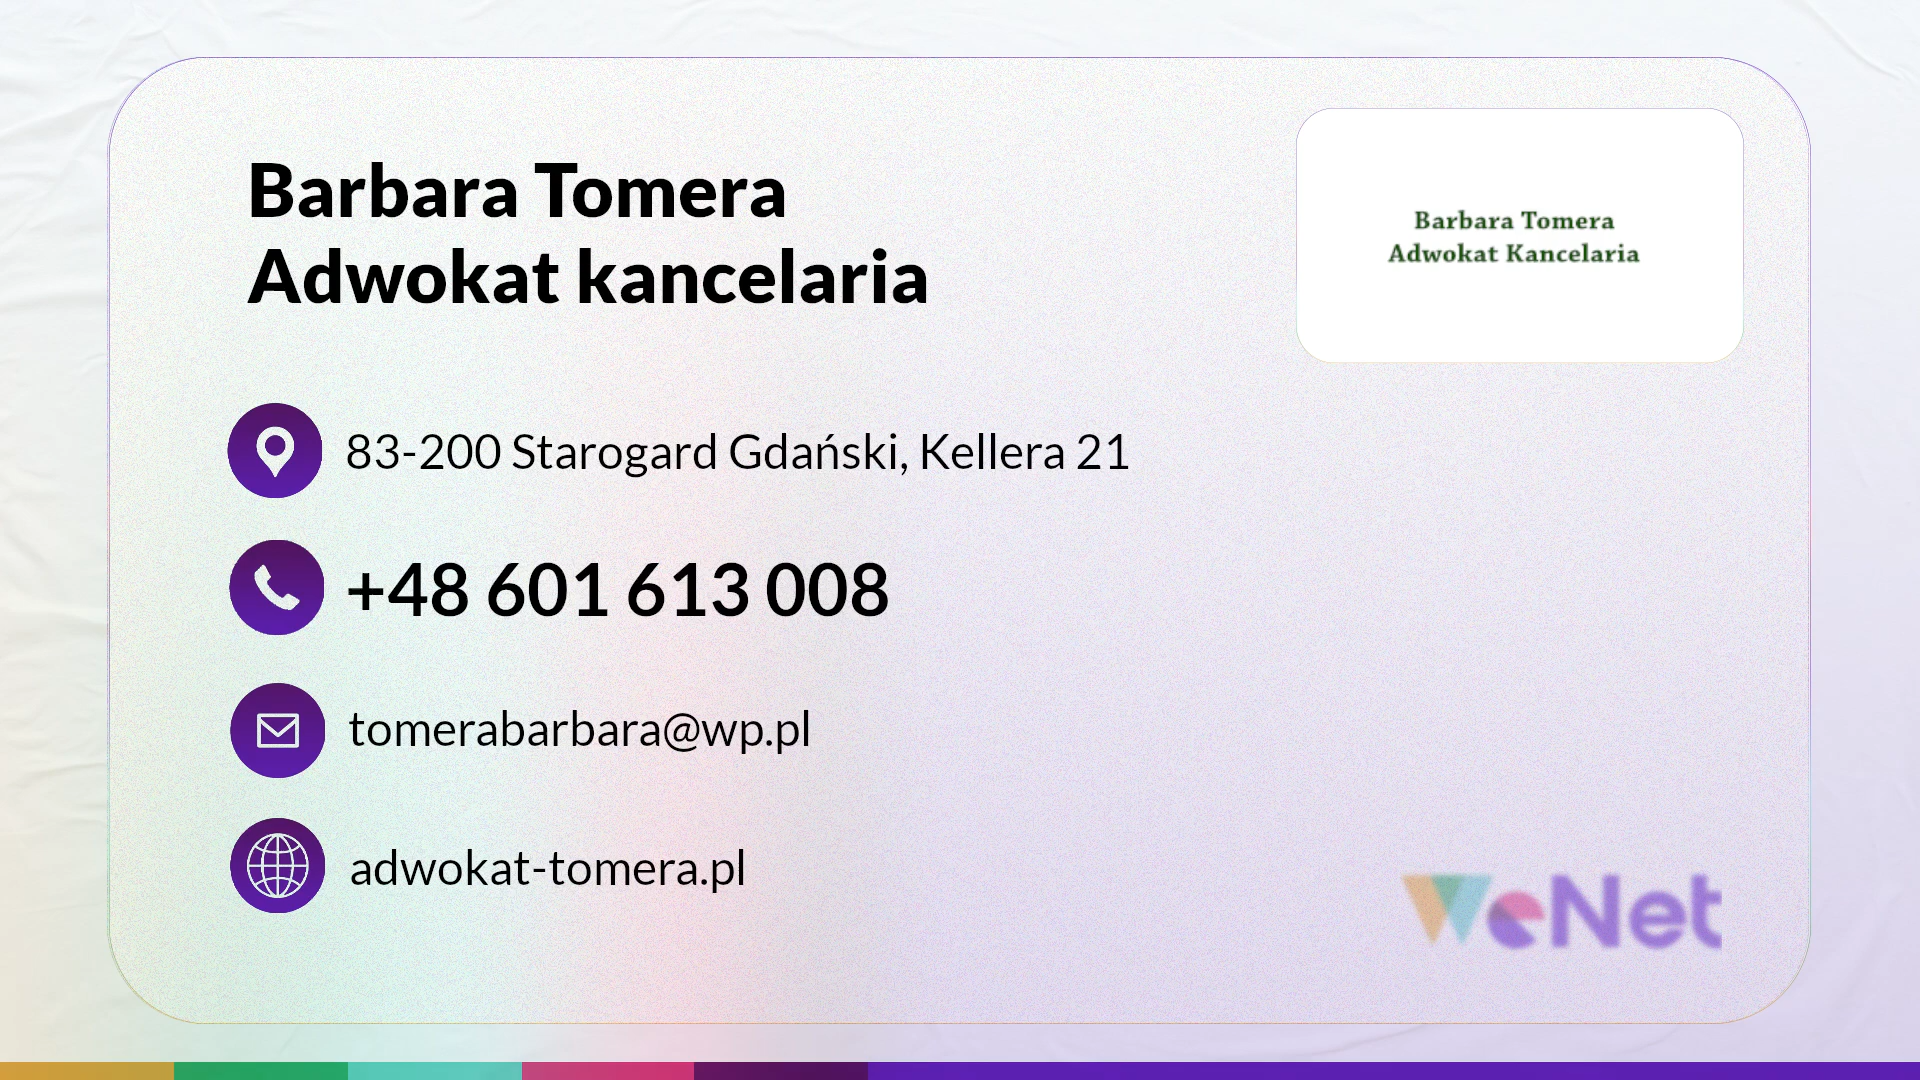 Barbara Tomera
Adwokat kancelaria
Barbara Tomera
Adwokat Kancelaria
83-200 Starogard Gdański, Kellera 21
+48 601 613 008
tomerabarbara@wp.pl
adwokat-tomera.pl
WeNet